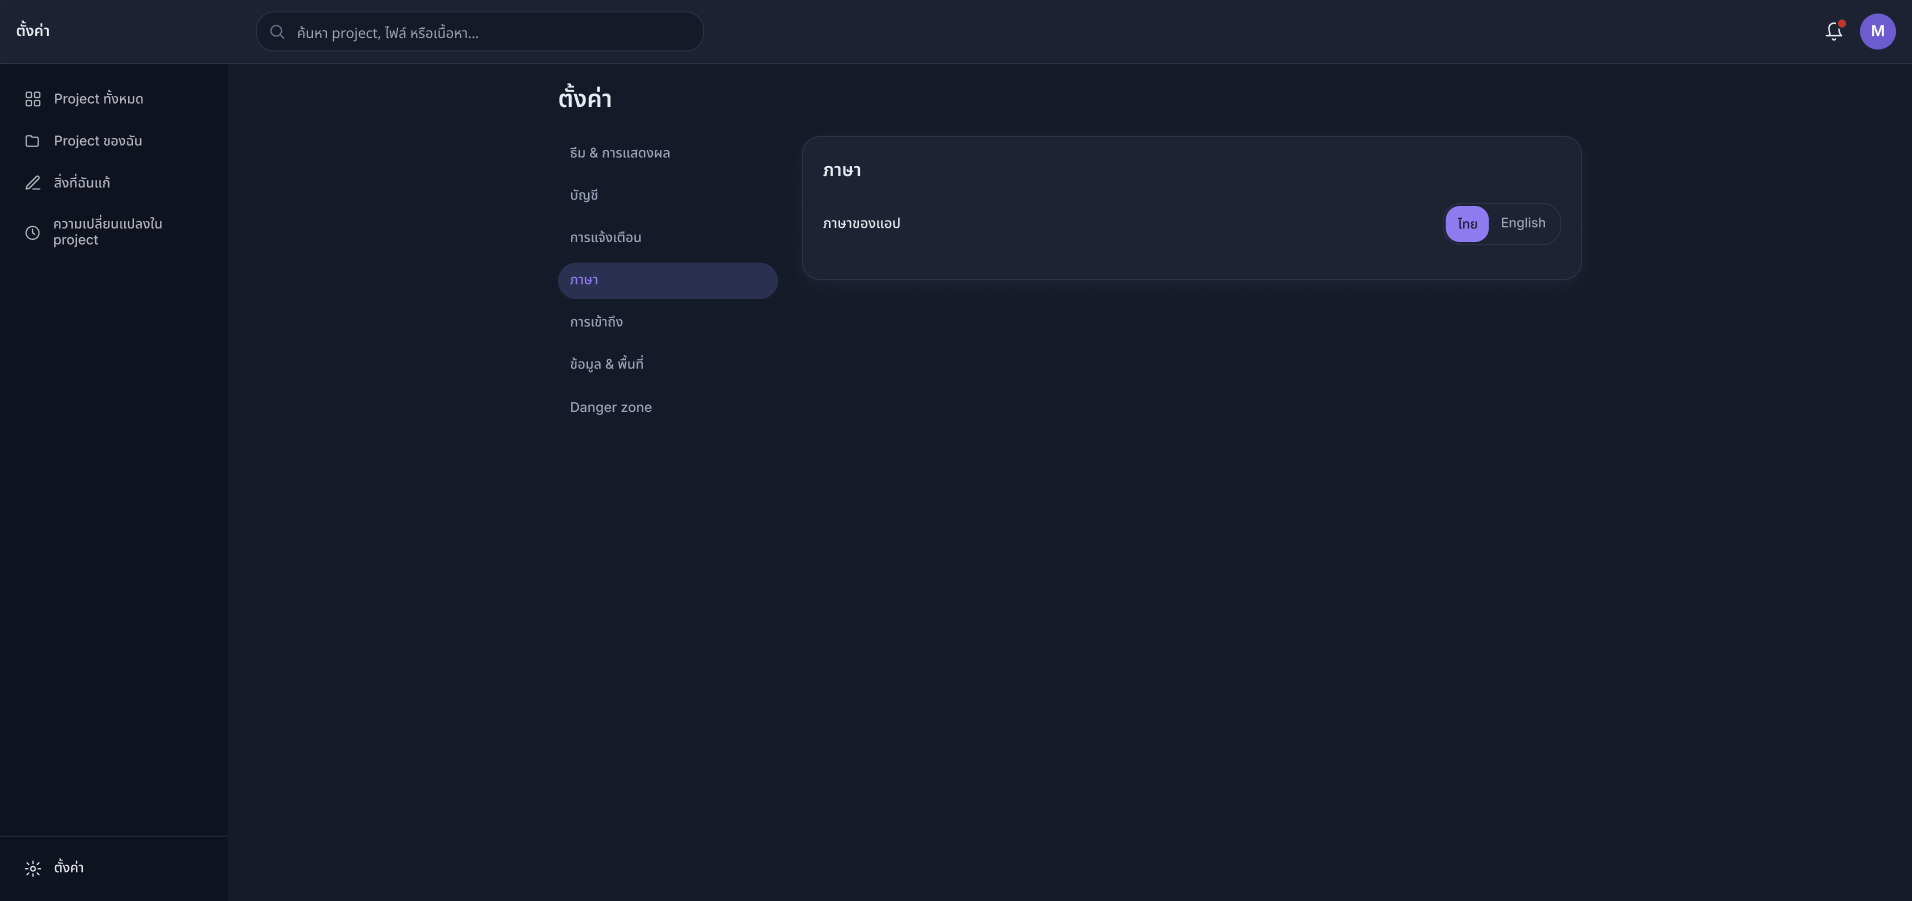 ตั้งค่า
ค้นหา project, ไฟล์ หรือเนื้อหา...
M
Project ทั้งหมด
Project ของฉัน
สิ่งที่ฉันแก้
ความเปลี่ยนแปลงใน
project
ตั้งค่า
ตั้งค่า
ธีม & การแสดงผล
บัญชี
การแจ้งเตือน
ภาษา
การเข้าถึง
ข้อมูล & พื้นที่
Danger zone
ภาษา
ภาษาของแอป
ไทย English